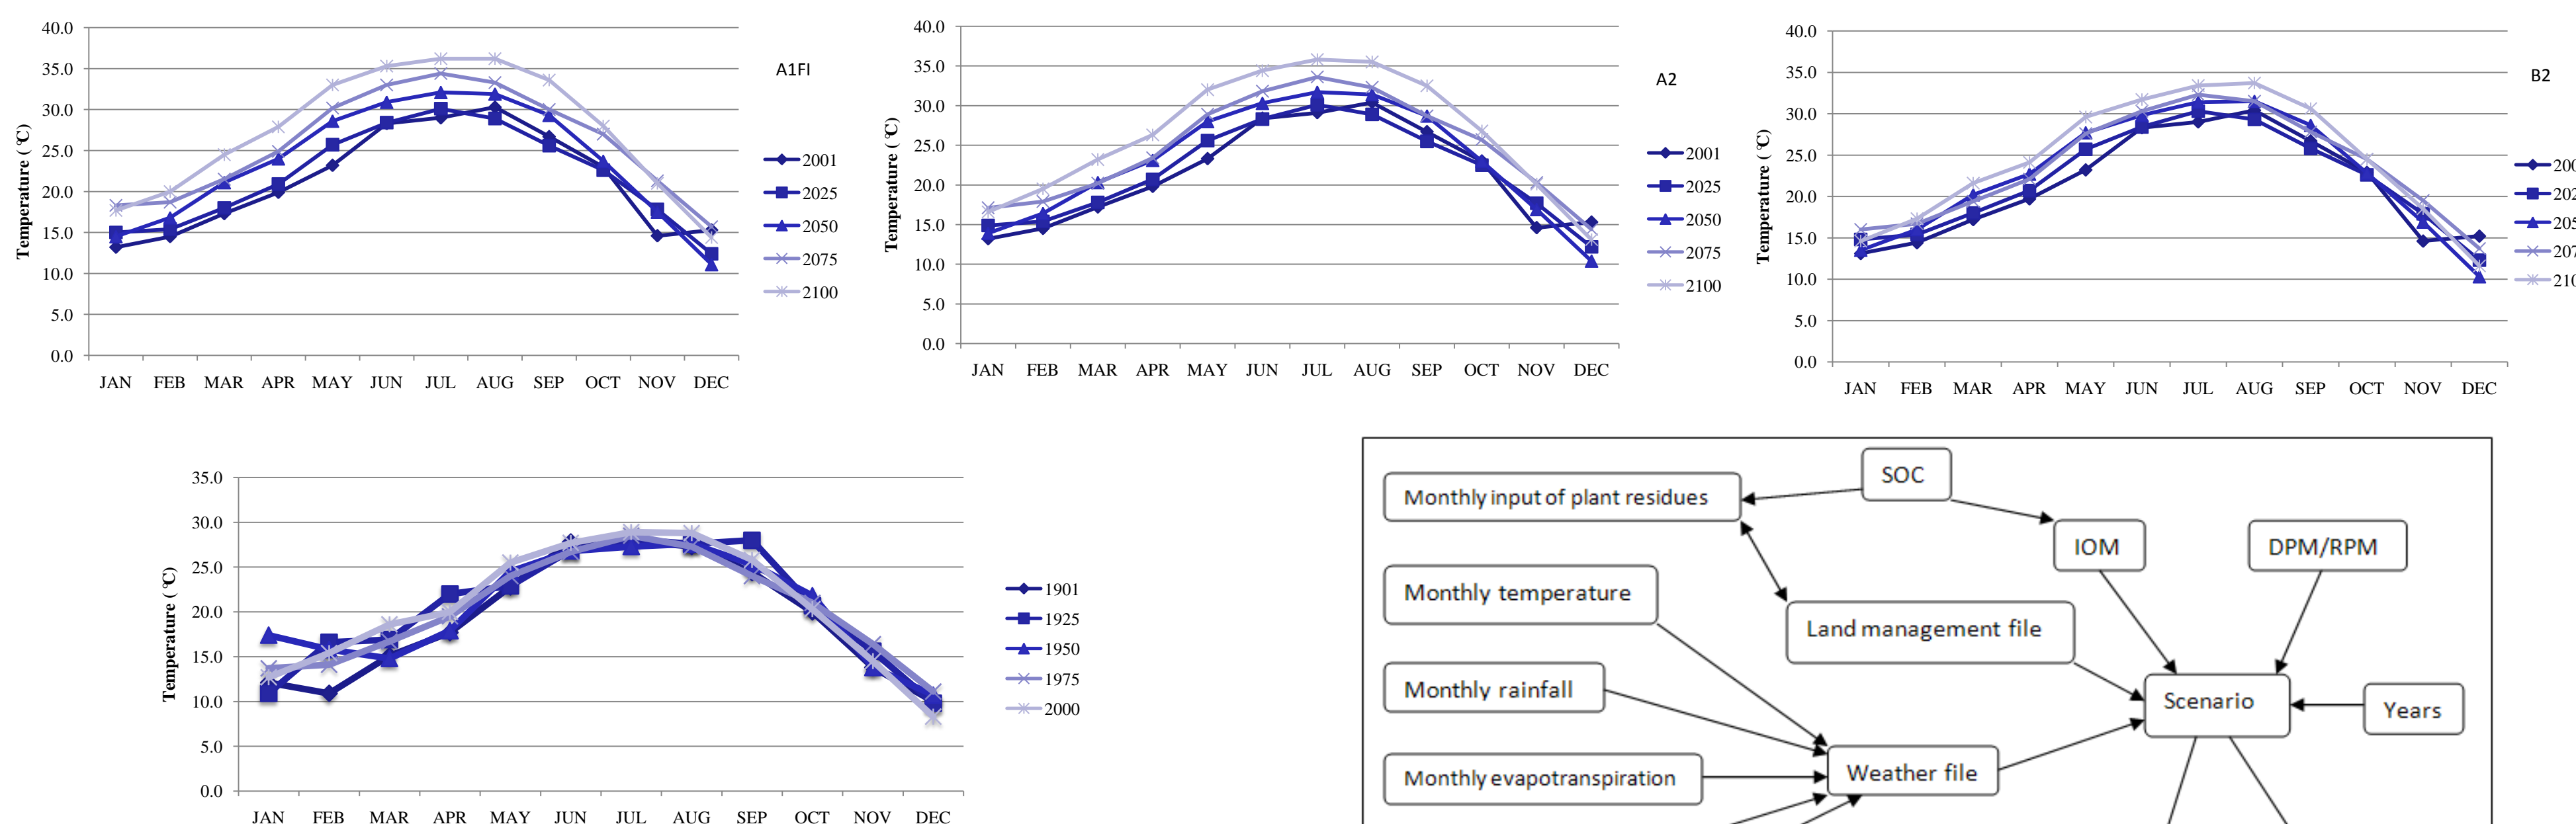 40.0
35.0
30.0
25.0
20.0
15.0
10.0
5.0
0.0
Temperature ( °C)
JAN FEB MAR APR MAY JUN JUL AUG SEP OCT NOV DEC
A1FI
2001
2025
2050
2075
2100
40.0
35.0
30.0
25.0
20.0
15.0
10.0
5.0
0.0
Temperature ( °C)
JAN FEB MAR APR MAY JUN JUL AUG SEP OCT NOV DEC
A2
2001
2025
2050
2075
2100
40.0
35.0
30.0
25.0
20.0
15.0
10.0
5.0
0.0
Temperature ( °C)
JAN FEB MAR APR MAY JUN JUL AUG SEP OCT NOV DEC
B2
200
202
205
207
210
35.0
30.0
25.0
20.0
15.0
10.0
5.0
0.0
Temperature ( °C)
JAN FEB MAR APR MAY JUN JUL AUG SEP OCT NOV DEC
1901
1925
1950
1975
2000
SOC
Monthly input of plant residues
IOM
DPM/RPM
Monthly temperature
Land management file
Monthly rainfall
Scenario
Years
Weather file
Monthly evapotranspiration